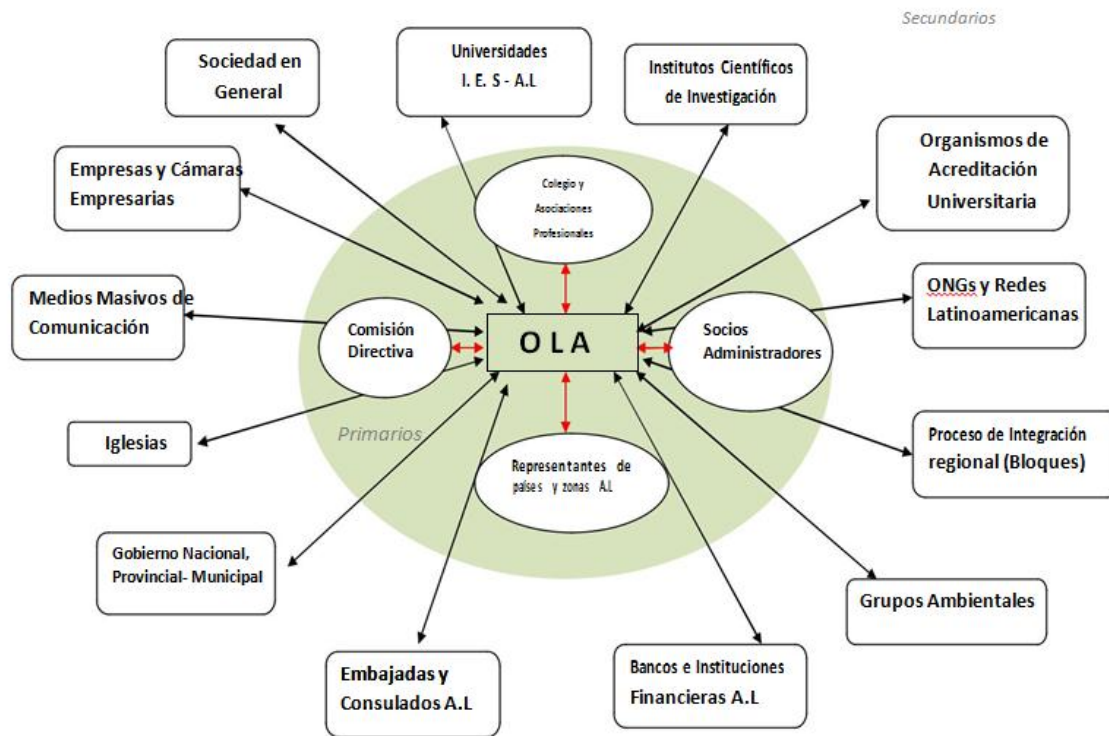 Secundarios
Sociedad en
General
Universidades
I. E. S - A.L
Institutos Científicos
de Investigación
Organismos de
Acreditación
Universitaria
Empresas y Cámaras
Empresarias
Colegio y
Asociaciones
Profesionales
Medios Masivos de
Comunicación
Comisión
Directiva
O L A
Socios
Administradores
ONGs y Redes
Latinoamericanas
Iglesias
Primarios
Representantes de
países y zonas A.L
Proceso de Integración
regional (Bloques)
Gobierno Nacional,
Provincial- Municipal
Grupos Ambientales
Embajadas y
Consulados A.L
Bancos e Instituciones
Financieras A.L